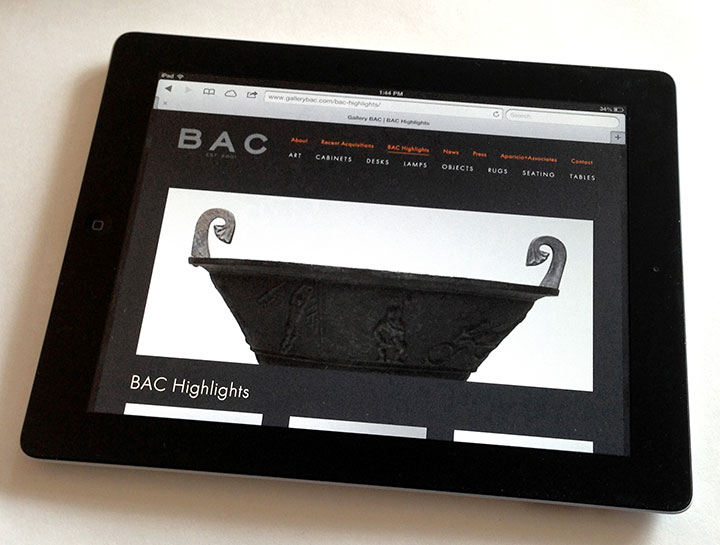 iPad 1:44 PM 34%
www.gallerybac.com/bac-highlights/ Search
Gallery BAC | BAC Highlights
BAC
EST. 2001
About Recent Acquisitions BAC Highlights News Press Aparicio+Associates Contact
ART CABINETS DESKS LAMPS OBJECTS RUGS SEATING TABLES
BAC Highlights